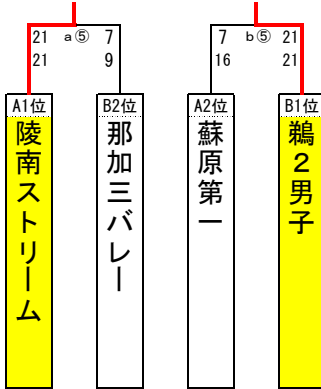 21 a⑤ 7
21 9
7 b⑤ 21
16 21
A1位
陵南ストリーム
B2位
那加三バレー
A2位
蘇原第一
B1位
鵜2男子